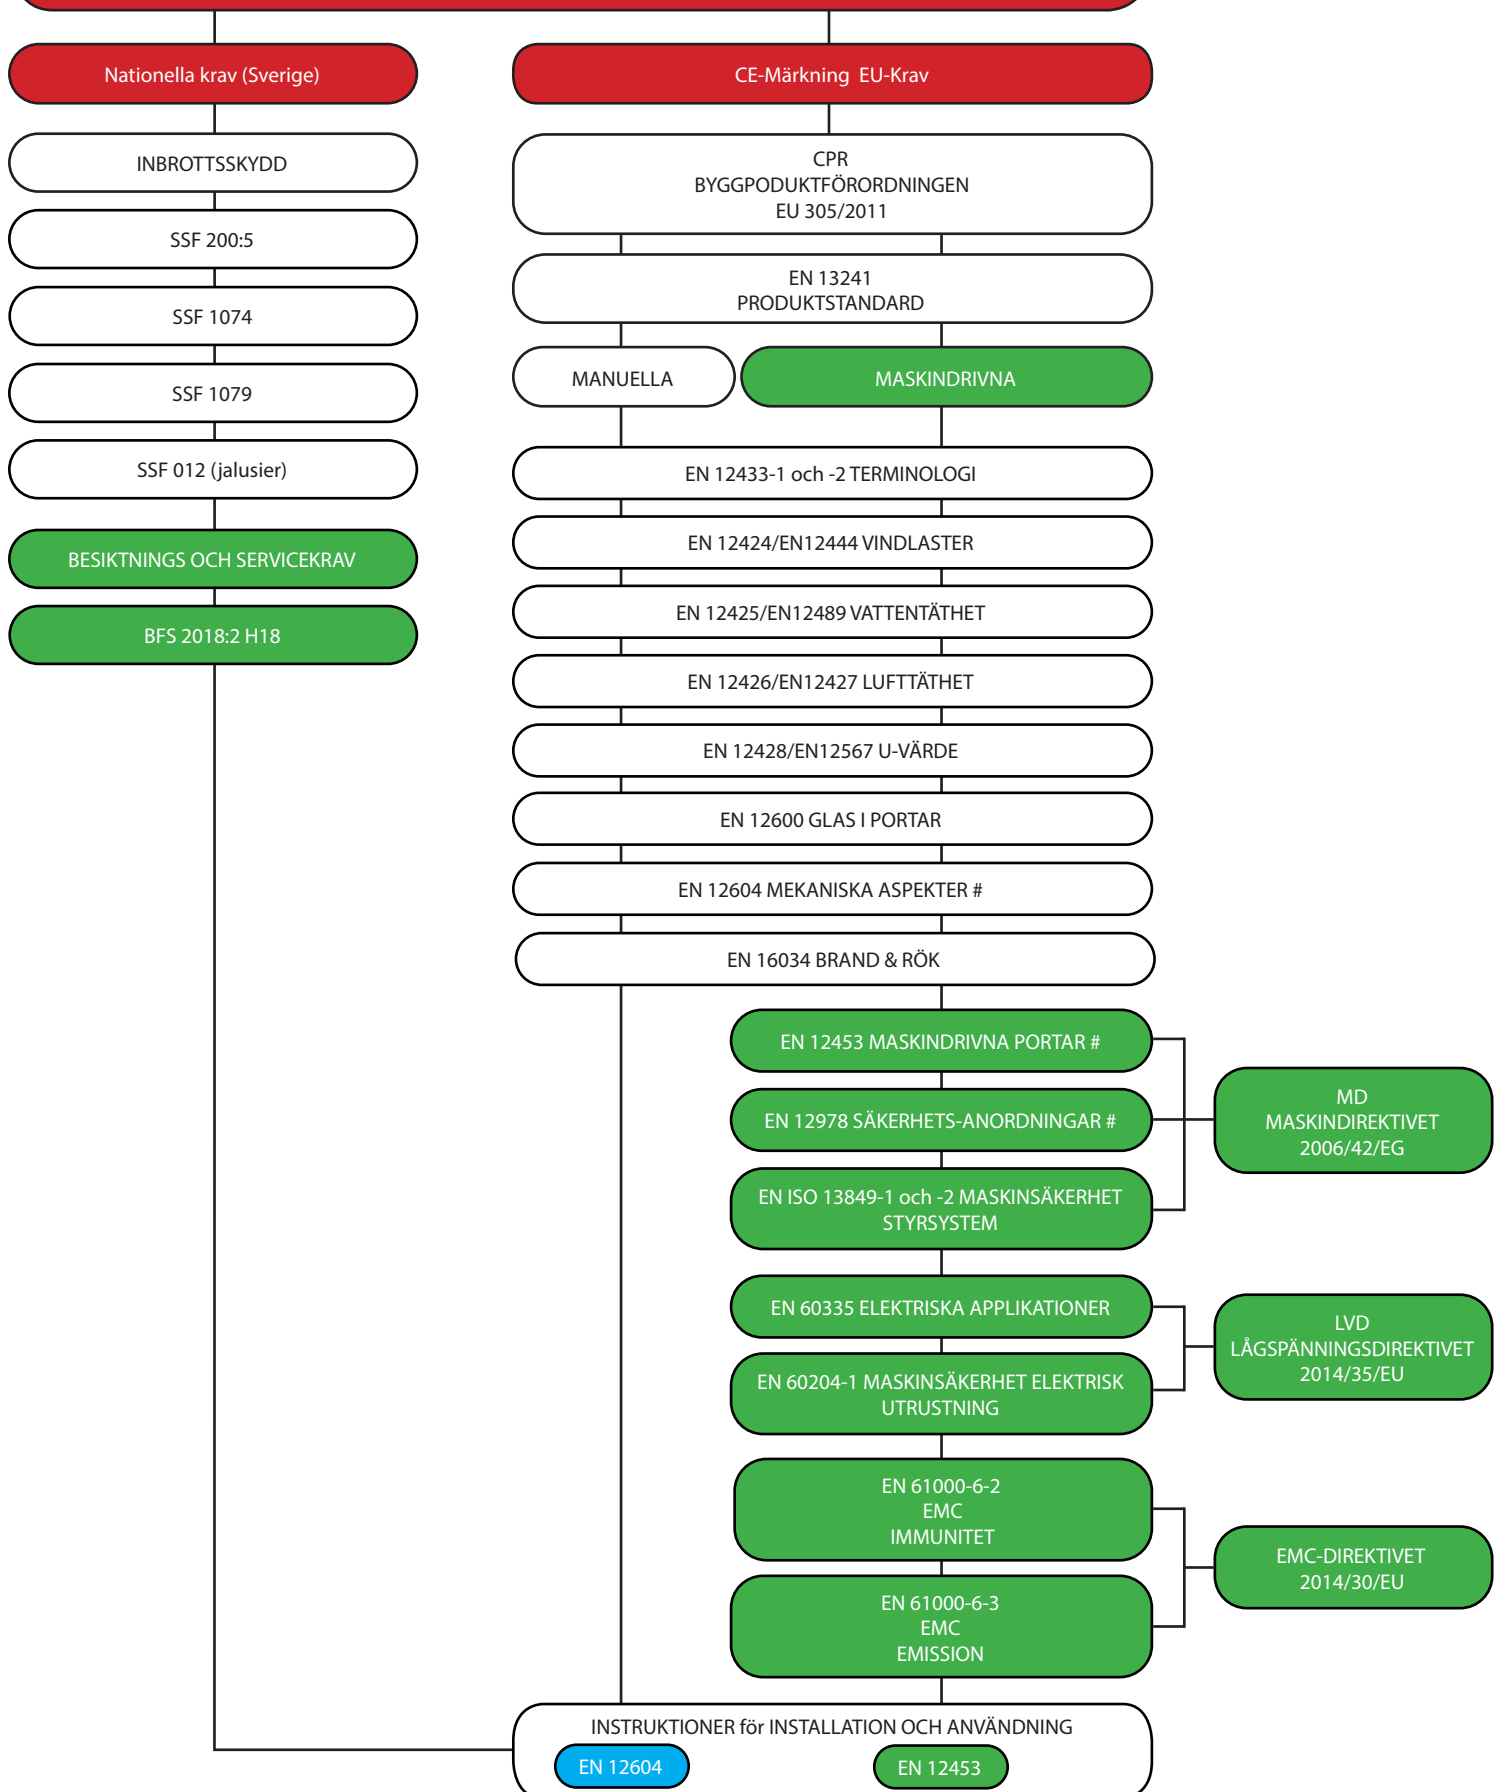 Nationella krav (Sverige)
INBROTTSSKYDD
SSF 200:5
SSF 1074
SSF 1079
SSF 012 (jalusier)
BESIKTNINGS OCH SERVICEKRAV
BFS 2018:2 H18
CE-Märkning EU-Krav
CPR
BYGGPODUKTFÖRORDNINGEN
EU 305/2011
EN 13241
PRODUKTSTANDARD
MANUELLA
MASKINDRIVNA
EN 12433-1 och -2 TERMINOLOGI
EN 12424/EN12444 VINDLASTER
EN 12425/EN12489 VATTENTÄTHET
EN 12426/EN12427 LUFTTÄTHET
EN 12428/EN12567 U-VÄRDE
EN 12600 GLAS I PORTAR
EN 12604 MEKANISKA ASPEKTER #
EN 16034 BRAND & RÖK
EN 12453 MASKINDRIVNA PORTAR #
EN 12978 SÄKERHETS-ANORDNINGAR #
EN ISO 13849-1 och -2 MASKINSÄKERHET
STYRSYSTEM
MD
MASKINDIREKTIVET
2006/42/EG
EN 60335 ELEKTRISKA APPLIKATIONER
EN 60204-1 MASKINSÄKERHET ELEKTRISK
UTRUSTNING
LVD
LÅGSPÄNNINGSDIREKTIVET
2014/35/EU
EN 61000-6-2
EMC
IMMUNITET
EN 61000-6-3
EMC
EMISSION
EMC-DIREKTIVET
2014/30/EU
INSTRUKTIONER för INSTALLATION OCH ANVÄNDNING
EN 12604
EN 12453